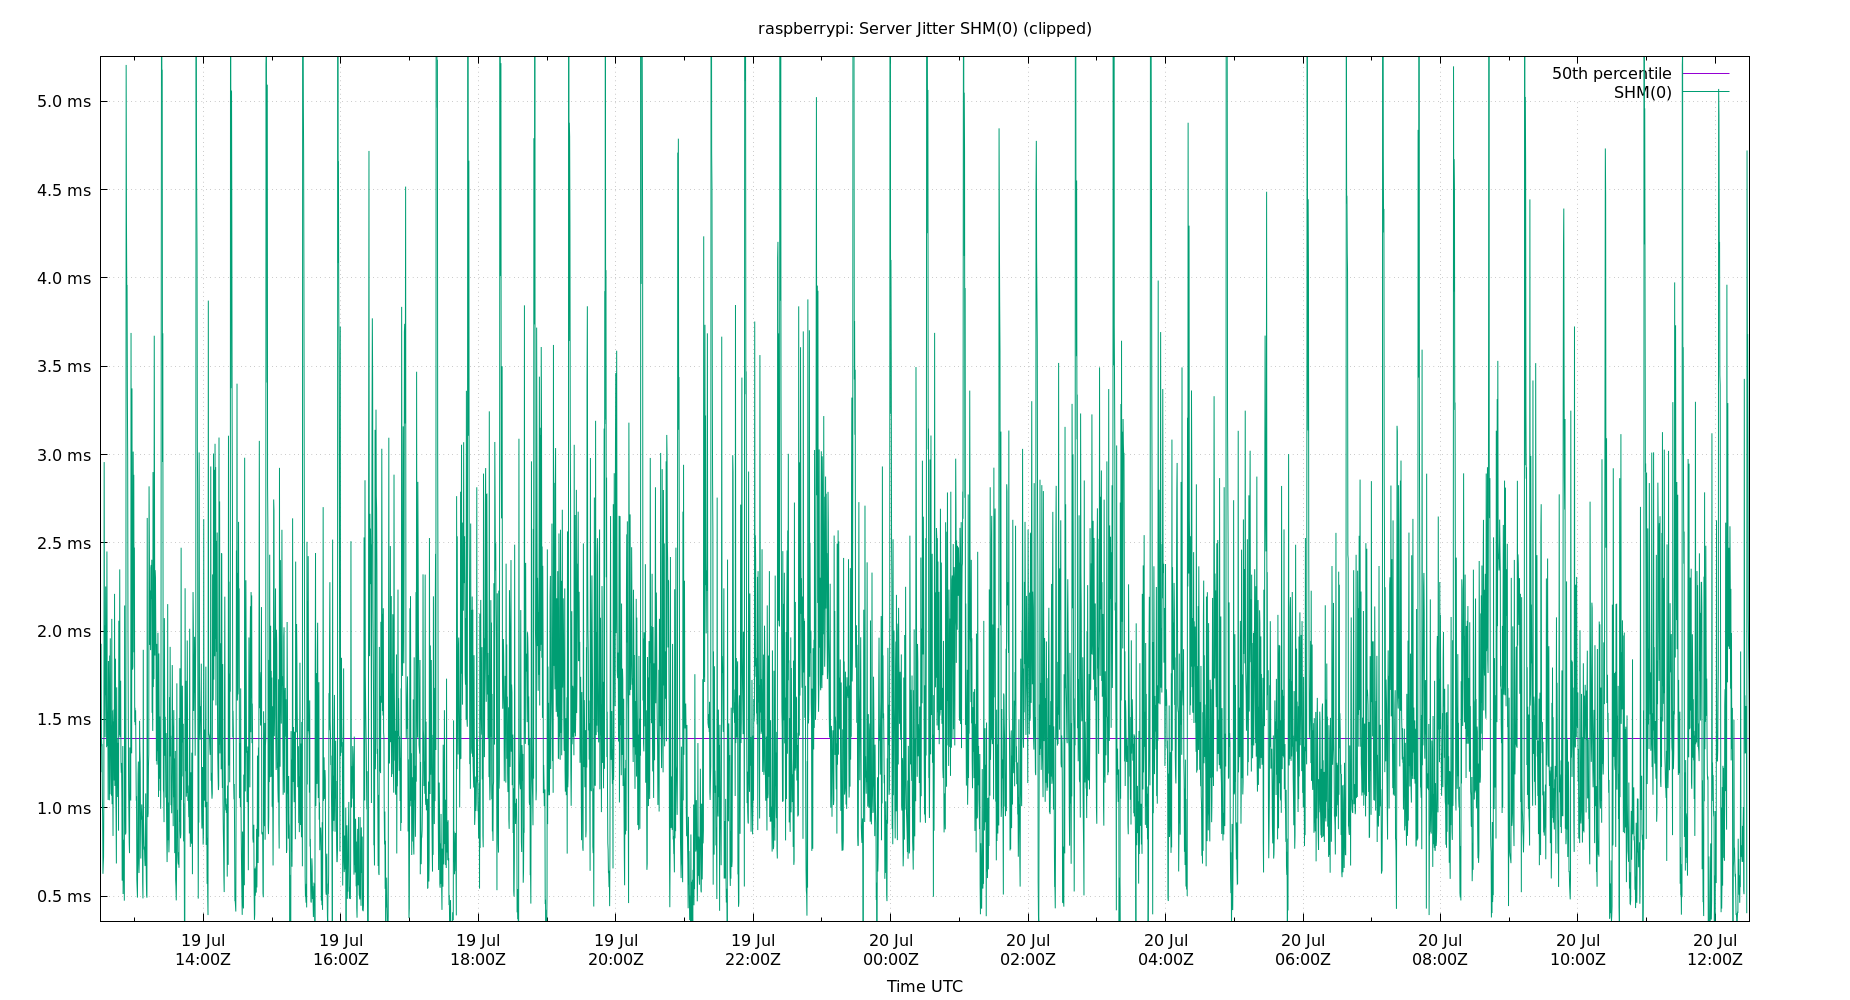 raspberrypi: Server Jitter SHM(0) (clipped)
50th percentile
SHM(0)
5.0 ms
4.5 ms
4.0 ms
3.5 ms
3.0 ms
2.5 ms
2.0 ms
1.5 ms
1.0 ms
0.5 ms
19 Jul 19 Jul 19 Jul 19 Jul 19 Jul 20 Jul 20 Jul 20 Jul 20 Jul 20 Jul 20 Jul 20 Jul
14:00Z 16:00Z 18:00Z 20:00Z 22:00Z 00:00Z 02:00Z 04:00Z 06:00Z 08:00Z 10:00Z 12:00Z
Time UTC